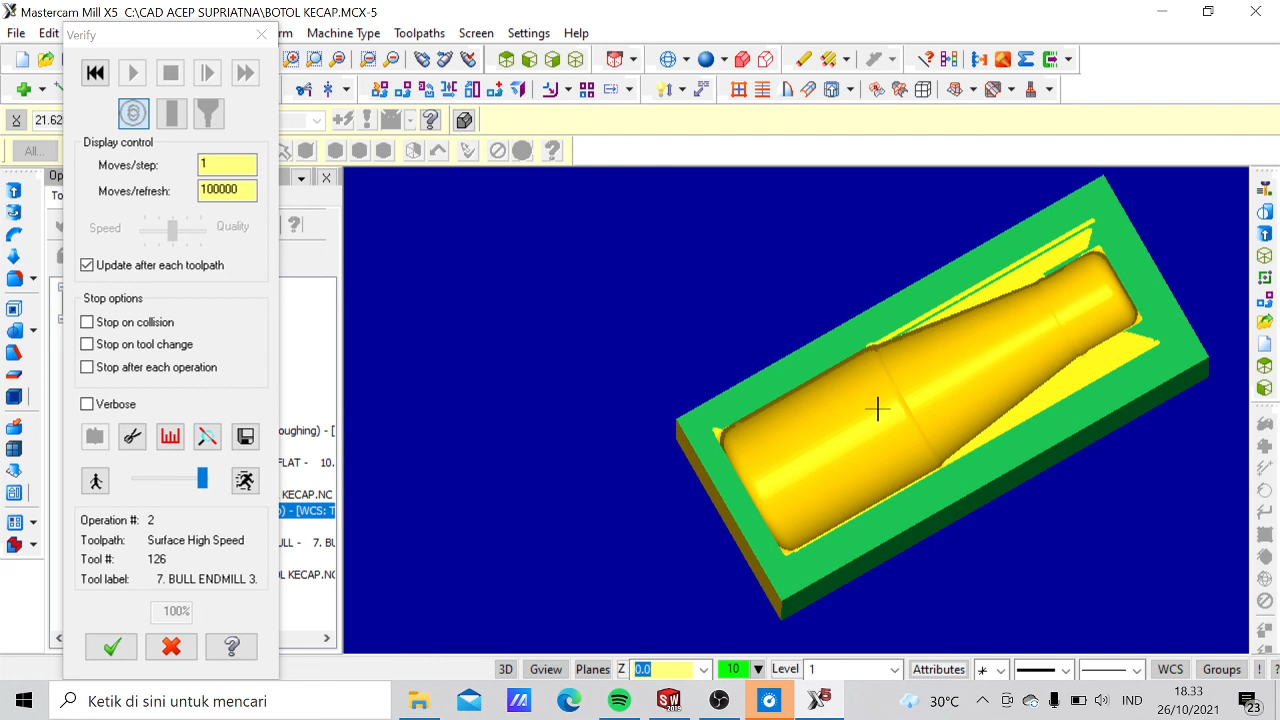 Mastercam Mill X5 C:\CAD ACEP SUPRIATNA\BOTOL KECAP.MCX-5
Verify
File Edit rm Machine Type Toolpaths Screen Settings Help
21.62
All...
Op
To
Display control
Moves/step: 1
Moves/refresh: 100000
Speed Quality
Update after each toolpath
Stop options
Stop on collision
Stop on tool change
Stop after each operation
Verbose
oughing) - [
FLAT - 10.
KECAP.NC
) - [WCS: T
JLL - 7. BU
L KECAP.NC
Operation #: 2
Toolpath: Surface High Speed
Tool #: 126
Tool label: 7. BULL ENDMILL 3.
100%
3D Gview Planes Z 0.0 10 Level 1 Attributes WCS Groups ! ?
Ketik di sini untuk mencari
30°C IND
18.33
26/10/2021
23